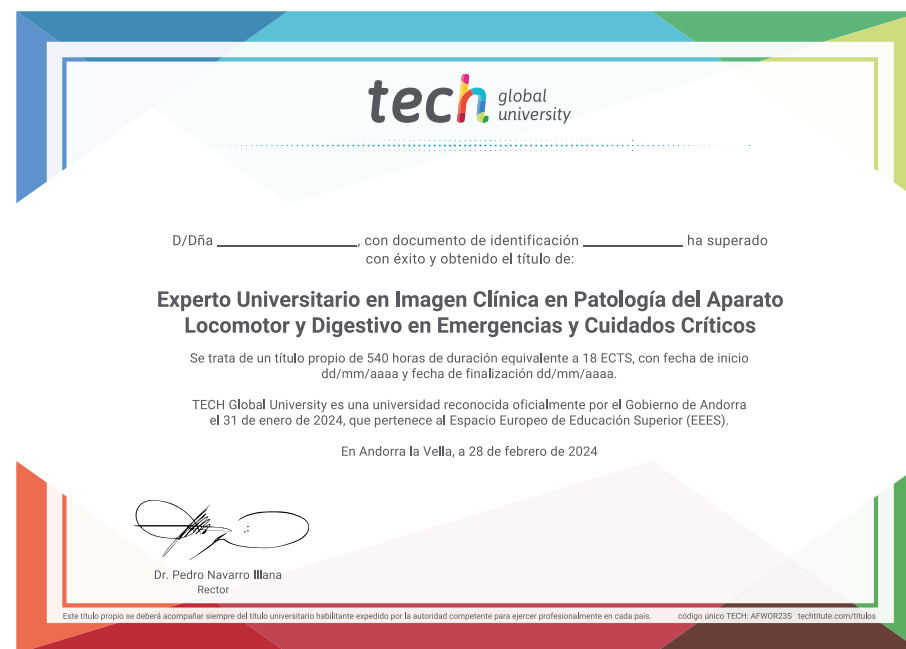 tech global
university
D/Dña ____________________, con documento de identificación ______________ ha superado
con éxito y obtenido el título de:
Experto Universitario en Imagen Clínica en Patología del Aparato
Locomotor y Digestivo en Emergencias y Cuidados Críticos
Se trata de un título propio de 540 horas de duración equivalente a 18 ECTS, con fecha de inicio
dd/mm/aaaa y fecha de finalización dd/mm/aaaa.
TECH Global University es una universidad reconocida oficialmente por el Gobierno de Andorra
el 31 de enero de 2024, que pertenece al Espacio Europeo de Educación Superior (EEES).
En Andorra la Vella, a 28 de febrero de 2024
Dr. Pedro Navarro Illana
Rector
Este título propio se deberá acompañar siempre del título universitario habilitante expedido por la autoridad competente para ejercer profesionalmente en cada país. código único TECH: AFWOR23S techtitute.com/titulos